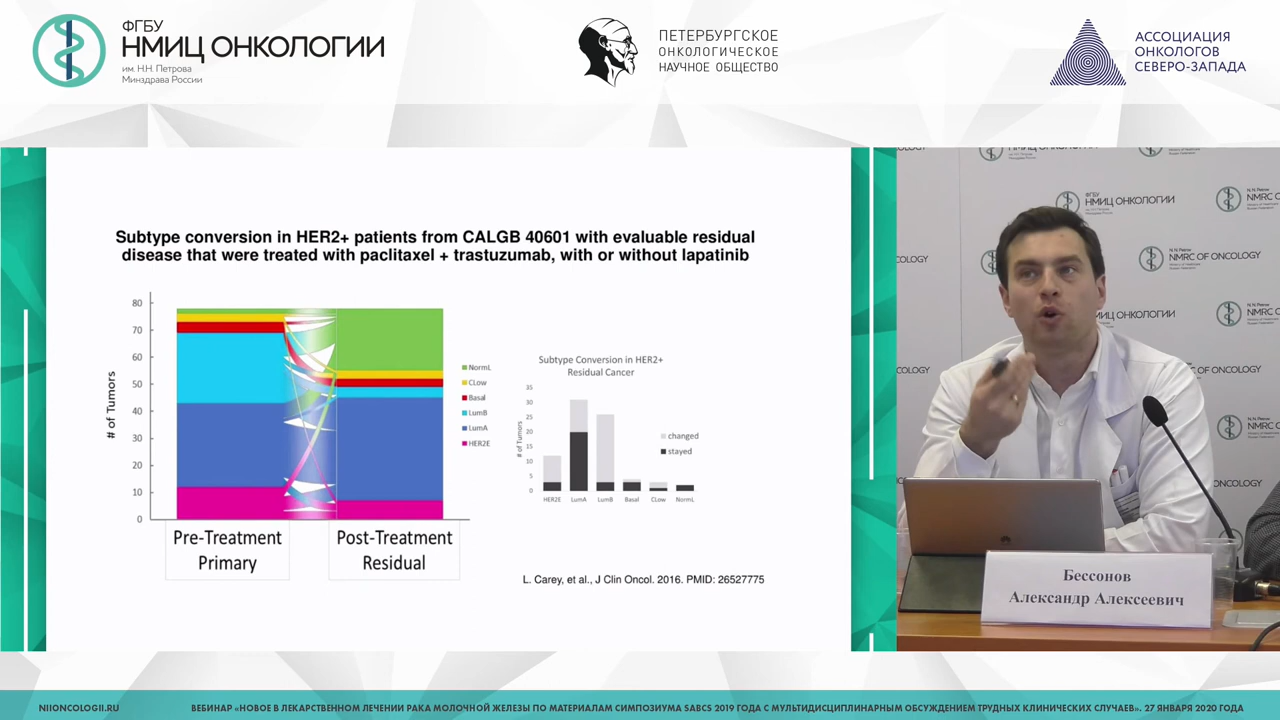 ФГБУ
НМИЦ ОНКОЛОГИИ
им. Н.Н. Петрова
Минздрава России
ПЕТЕРБУРГСКОЕ
ОНКОЛОГИЧЕСКОЕ
НАУЧНОЕ ОБЩЕСТВО
АССОЦИАЦИЯ
ОНКОЛОГОВ
СЕВЕРО-ЗАПАДА
Subtype conversion in HER2+ patients from CALGB 40601 with evaluable residual
disease that were treated with paclitaxel + trastuzumab, with or without lapatinib
# of Tumors
80
70
60
50
40
30
20
10
0
NormL
CLow
Basal
LumB
LumA
HER2E
Pre-Treatment
Primary
Post-Treatment
Residual
Subtype Conversion in HER2+
Residual Cancer
# of Tumors
35
30
25
20
15
10
5
0
changed
stayed
HER2E LumA LumB Basal CLow NormL
L. Carey, et al., J Clin Oncol. 2016. PMID: 26527775
ФГБУ
НМИЦ ОНКОЛОГИИ
NMRC OF ONCOLOGY
Бессонов
Александр Алексеевич
NIIONCOLOGII.RU
ВЕБИНАР «НОВОЕ В ЛЕКАРСТВЕННОМ ЛЕЧЕНИИ РАКА МОЛОЧНОЙ ЖЕЛЕЗЫ ПО МАТЕРИАЛАМ СИМПОЗИУМА SABCS 2019 ГОДА С МУЛЬТИДИСЦИПЛИНАРНЫМ ОБСУЖДЕНИЕМ ТРУДНЫХ КЛИНИЧЕСКИХ СЛУЧАЕВ». 27 ЯНВАРЯ 2020 ГОДА